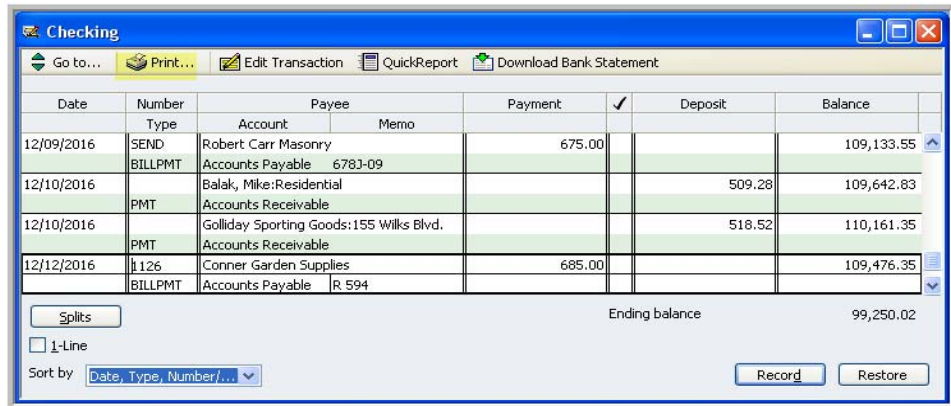 Checking
Go to... Print... Edit Transaction QuickReport Download Bank Statement
Date Number Payee Payment ✓ Deposit Balance
Type Account Memo
12/09/2016 SEND Robert Carr Masonry 675.00 109,133.55
BILLPMT Accounts Payable 678J-09
12/10/2016 Balak, Mike:Residential 509.28 109,642.83
PMT Accounts Receivable
12/10/2016 Golliday Sporting Goods:155 Wilks Blvd. 518.52 110,161.35
PMT Accounts Receivable
12/12/2016 1126 Conner Garden Supplies 685.00 109,476.35
BILLPMT Accounts Payable R 594
Splits Ending balance 99,250.02
1-Line
Sort by Date, Type, Number/... Record Restore